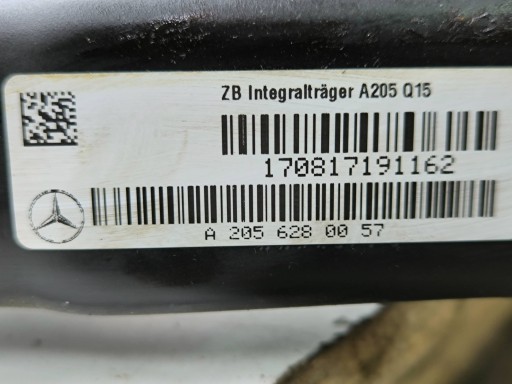 ZB Integralträger A205 Q15
170817191162
A 205 628 00 57